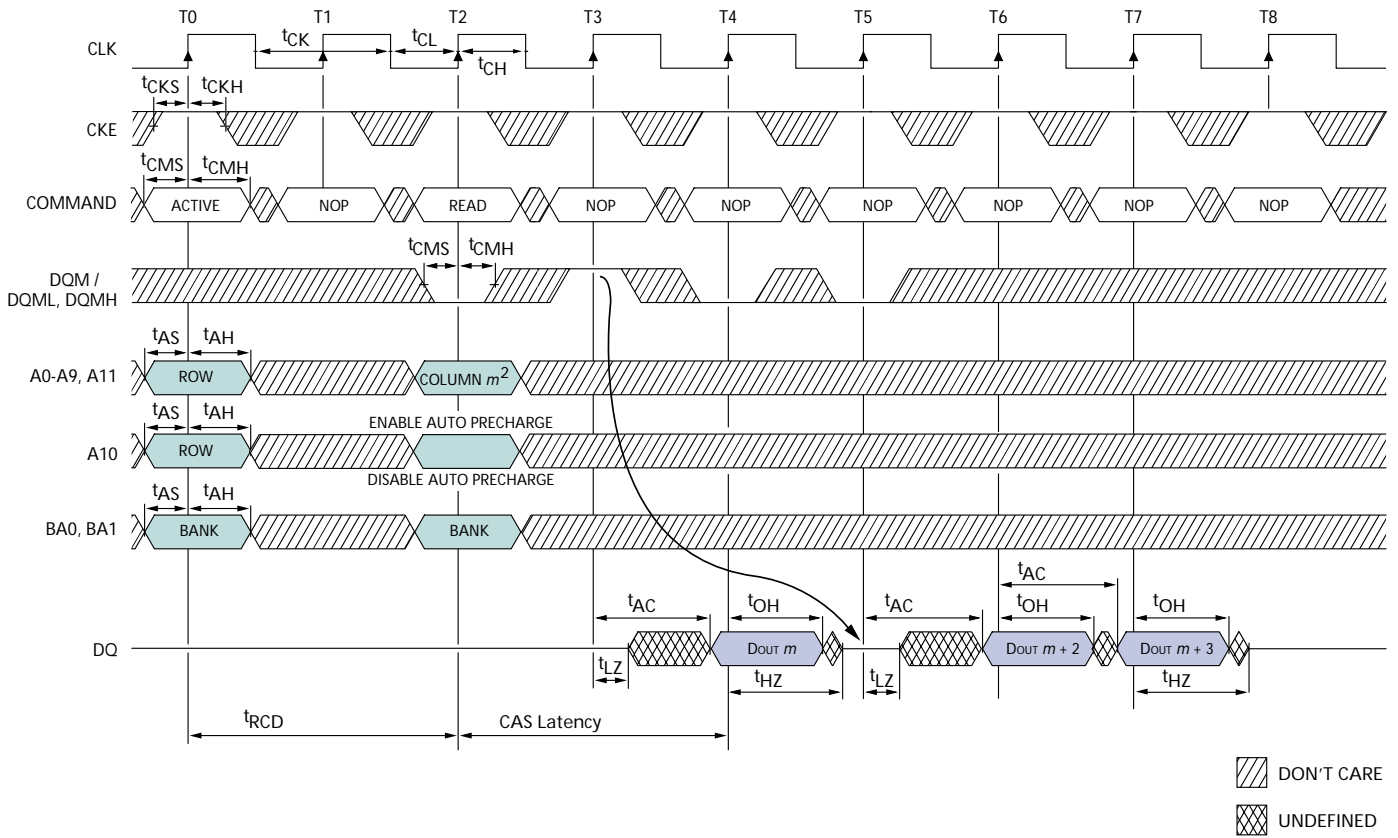 T0 T1 T2 T3 T4 T5 T6 T7 T8
CLK
tCK tCL
tCH
tCKS tCKH
CKE
tCMS tCMH
COMMAND
ACTIVE NOP READ NOP NOP NOP NOP NOP NOP
tCMS tCMH
DQM /
DQML, DQMH
tAS tAH
A0-A9, A11
ROW COLUMN m2
tAS tAH
ENABLE AUTO PRECHARGE
A10
ROW
DISABLE AUTO PRECHARGE
tAS tAH
BA0, BA1
BANK BANK
tAC
tAC tOH tAC tOH tOH
DQ
DOUT m DOUT m + 2 DOUT m + 3
tLZ tHZ tLZ tHZ
tRCD CAS Latency
DON'T CARE
UNDEFINED